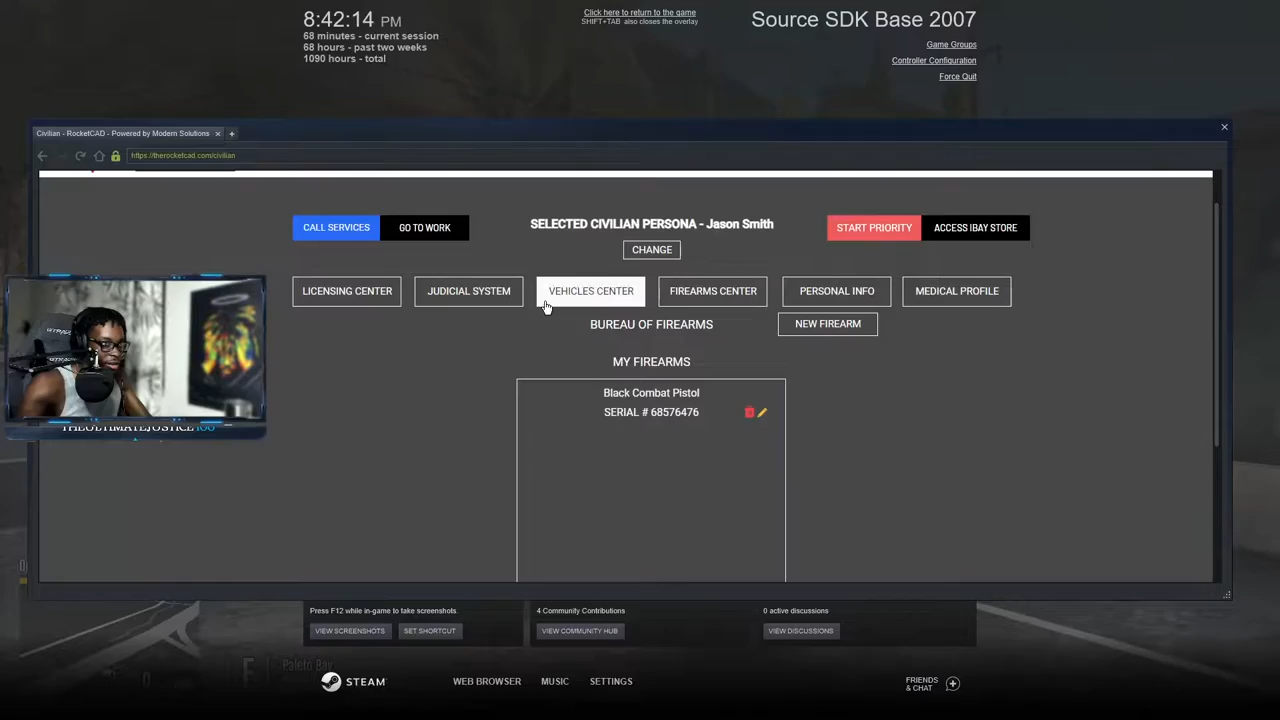 8:42:14 PM
68 minutes - current session
68 hours - past two weeks
1090 hours - total
Click here to return to the game
SHIFT+TAB also closes the overlay
Source SDK Base 2007
Game Groups
Controller Configuration
Force Quit
Civilian - RocketCAD - Powered by Modern Solutions
https://therocketcad.com/civilian
CALL SERVICES
GO TO WORK
SELECTED CIVILIAN PERSONA - Jason Smith
START PRIORITY
ACCESS IBAY STORE
CHANGE
LICENSING CENTER
JUDICIAL SYSTEM
VEHICLES CENTER
FIREARMS CENTER
PERSONAL INFO
MEDICAL PROFILE
BUREAU OF FIREARMS
NEW FIREARM
MY FIREARMS
Black Combat Pistol
SERIAL # 68576476
THEULTIMATEJUSTICE100
Press F12 while in-game to take screenshots.
VIEW SCREENSHOTS
SET SHORTCUT
4 Community Contributions
VIEW COMMUNITY HUB
0 active discussions
VIEW DISCUSSIONS
Paleto Bay
STEAM
WEB BROWSER
MUSIC
SETTINGS
FRIENDS
& CHAT